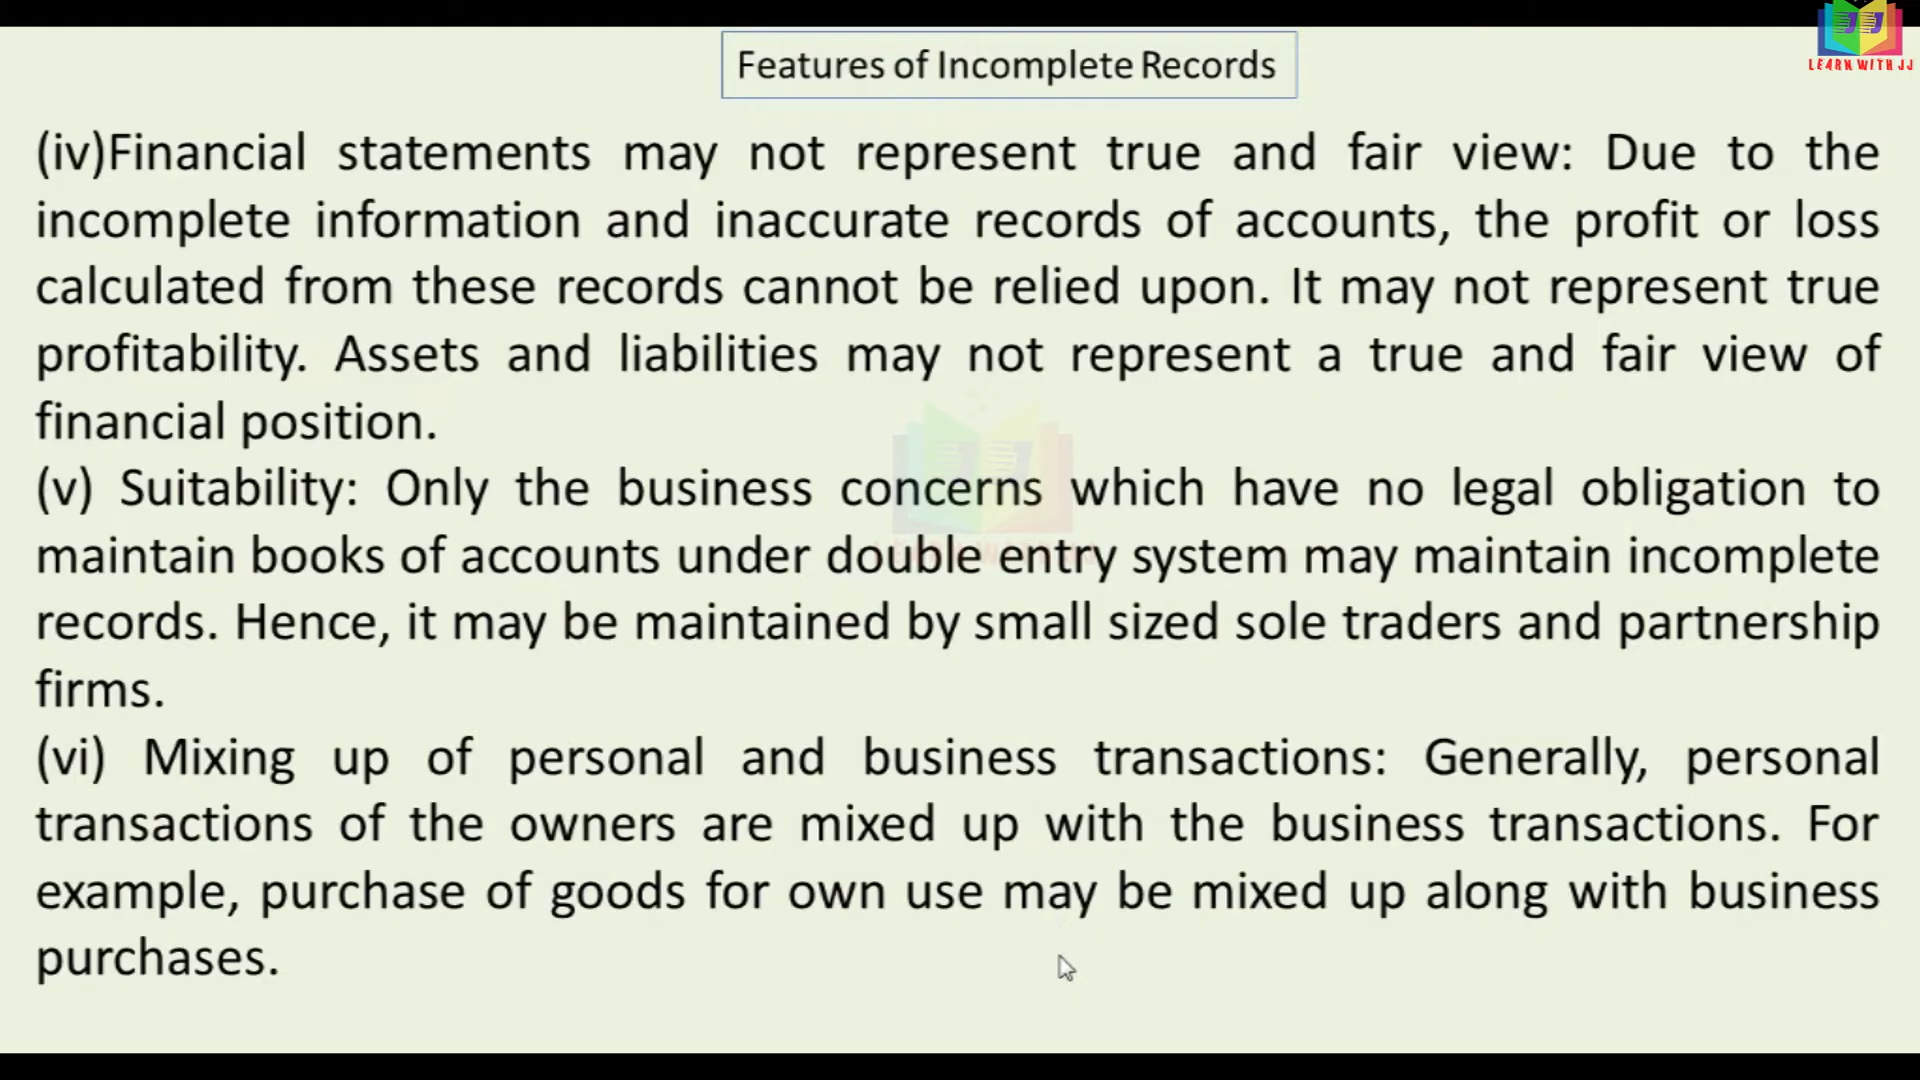 Features of Incomplete Records
LEARN WITH JJ
(iv)Financial statements may not represent true and fair view: Due to the
incomplete information and inaccurate records of accounts, the profit or loss
calculated from these records cannot be relied upon. It may not represent true
profitability. Assets and liabilities may not represent a true and fair view of
financial position.
(v) Suitability: Only the business concerns which have no legal obligation to
maintain books of accounts under double entry system may maintain incomplete
records. Hence, it may be maintained by small sized sole traders and partnership
firms.
(vi) Mixing up of personal and business transactions: Generally, personal
transactions of the owners are mixed up with the business transactions. For
example, purchase of goods for own use may be mixed up along with business
purchases.